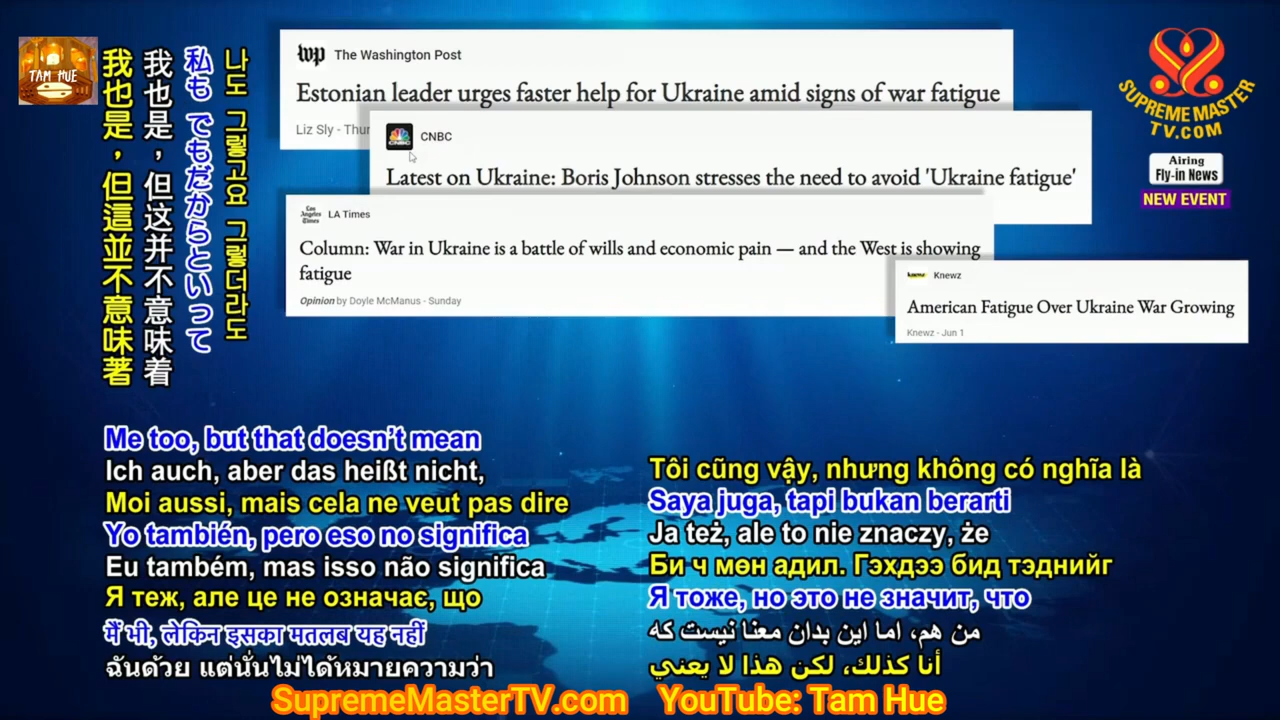 TAM HUE
我也是，但這並不意味著
我也是，但这并不意味着
私も でもだからといって
나도 그렇고요 그렇더라도
wp The Washington Post
Estonian leader urges faster help for Ukraine amid signs of war fatigue
Liz Sly - Thur
CNBC
CNBC
Latest on Ukraine: Boris Johnson stresses the need to avoid 'Ukraine fatigue'
Los Angeles Times
LA Times
Column: War in Ukraine is a battle of wills and economic pain — and the West is showing
fatigue
Opinion by Doyle McManus - Sunday
knewz Knewz
American Fatigue Over Ukraine War Growing
Knewz - Jun 1
SUPREME MASTER
TV.COM
Airing
Fly-in News
NEW EVENT
Me too, but that doesn't mean
Ich auch, aber das heißt nicht,
Moi aussi, mais cela ne veut pas dire
Yo también, pero eso no significa
Eu também, mas isso não significa
Я теж, але це не означає, що
मैं भी, लेकिन इसका मतलब यह नहीं
ฉันด้วย แต่นั่นไม่ได้หมายความว่า
Tôi cũng vậy, nhưng không có nghĩa là
Saya juga, tapi bukan berarti
Ja też, ale to nie znaczy, że
Би ч мөн адил. Гэхдээ бид тэднийг
Я тоже, но это не значит, что
من هم، اما این بدان معنا نیست که
أنا كذلك، لكن هذا لا يعني
SupremeMasterTV.com YouTube: Tam Hue